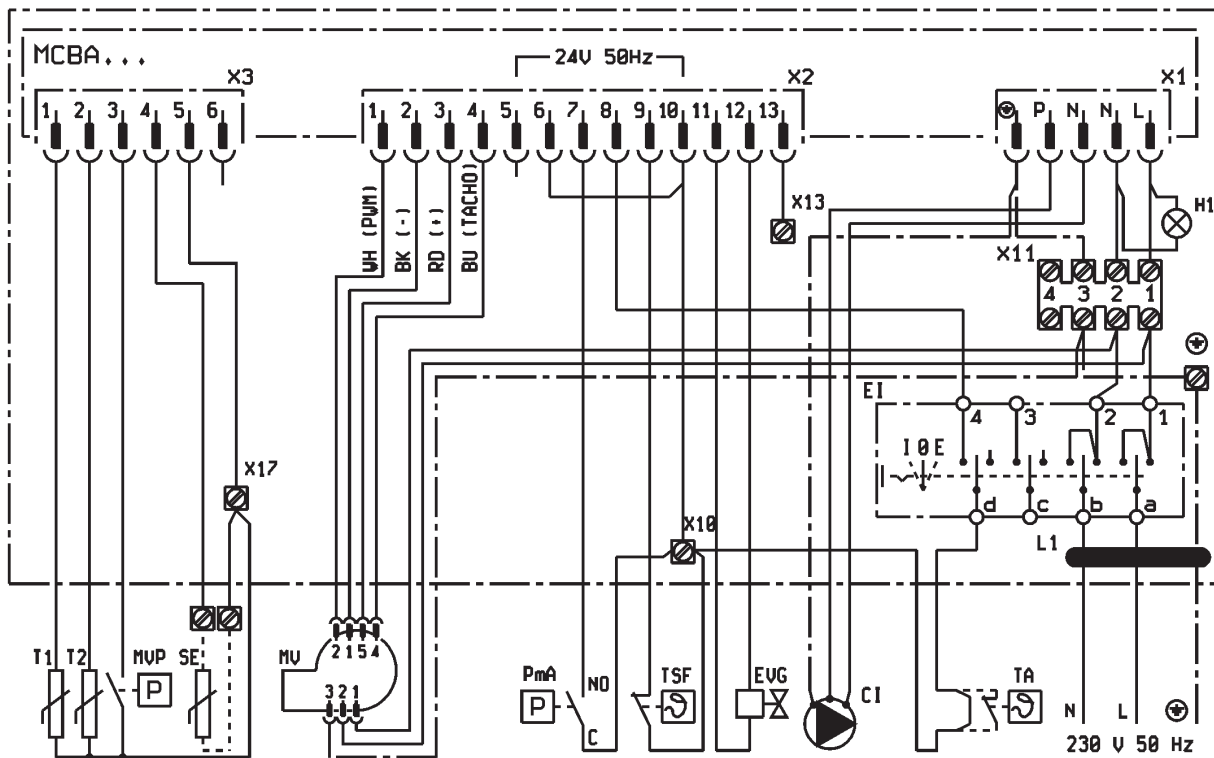 MCBA...
24V 50Hz
X3
X2
X1
1 2 3 4 5 6
1 2 3 4 5 6 7 8 9 10 11 12 13
P N N L
WH (PWM)
BK (-)
RD (+)
BU (TACHO)
X13
H1
X11
4 3 2 1
EI
4 3 2 1
I 0 E
X17
d c b a
X10
L1
2 1 5 4
T1 T2 MVP SE
MV
PmA
NO
TSF
EVG
CI
TA
P
P
3 2 1
N L
C
230 V 50 Hz